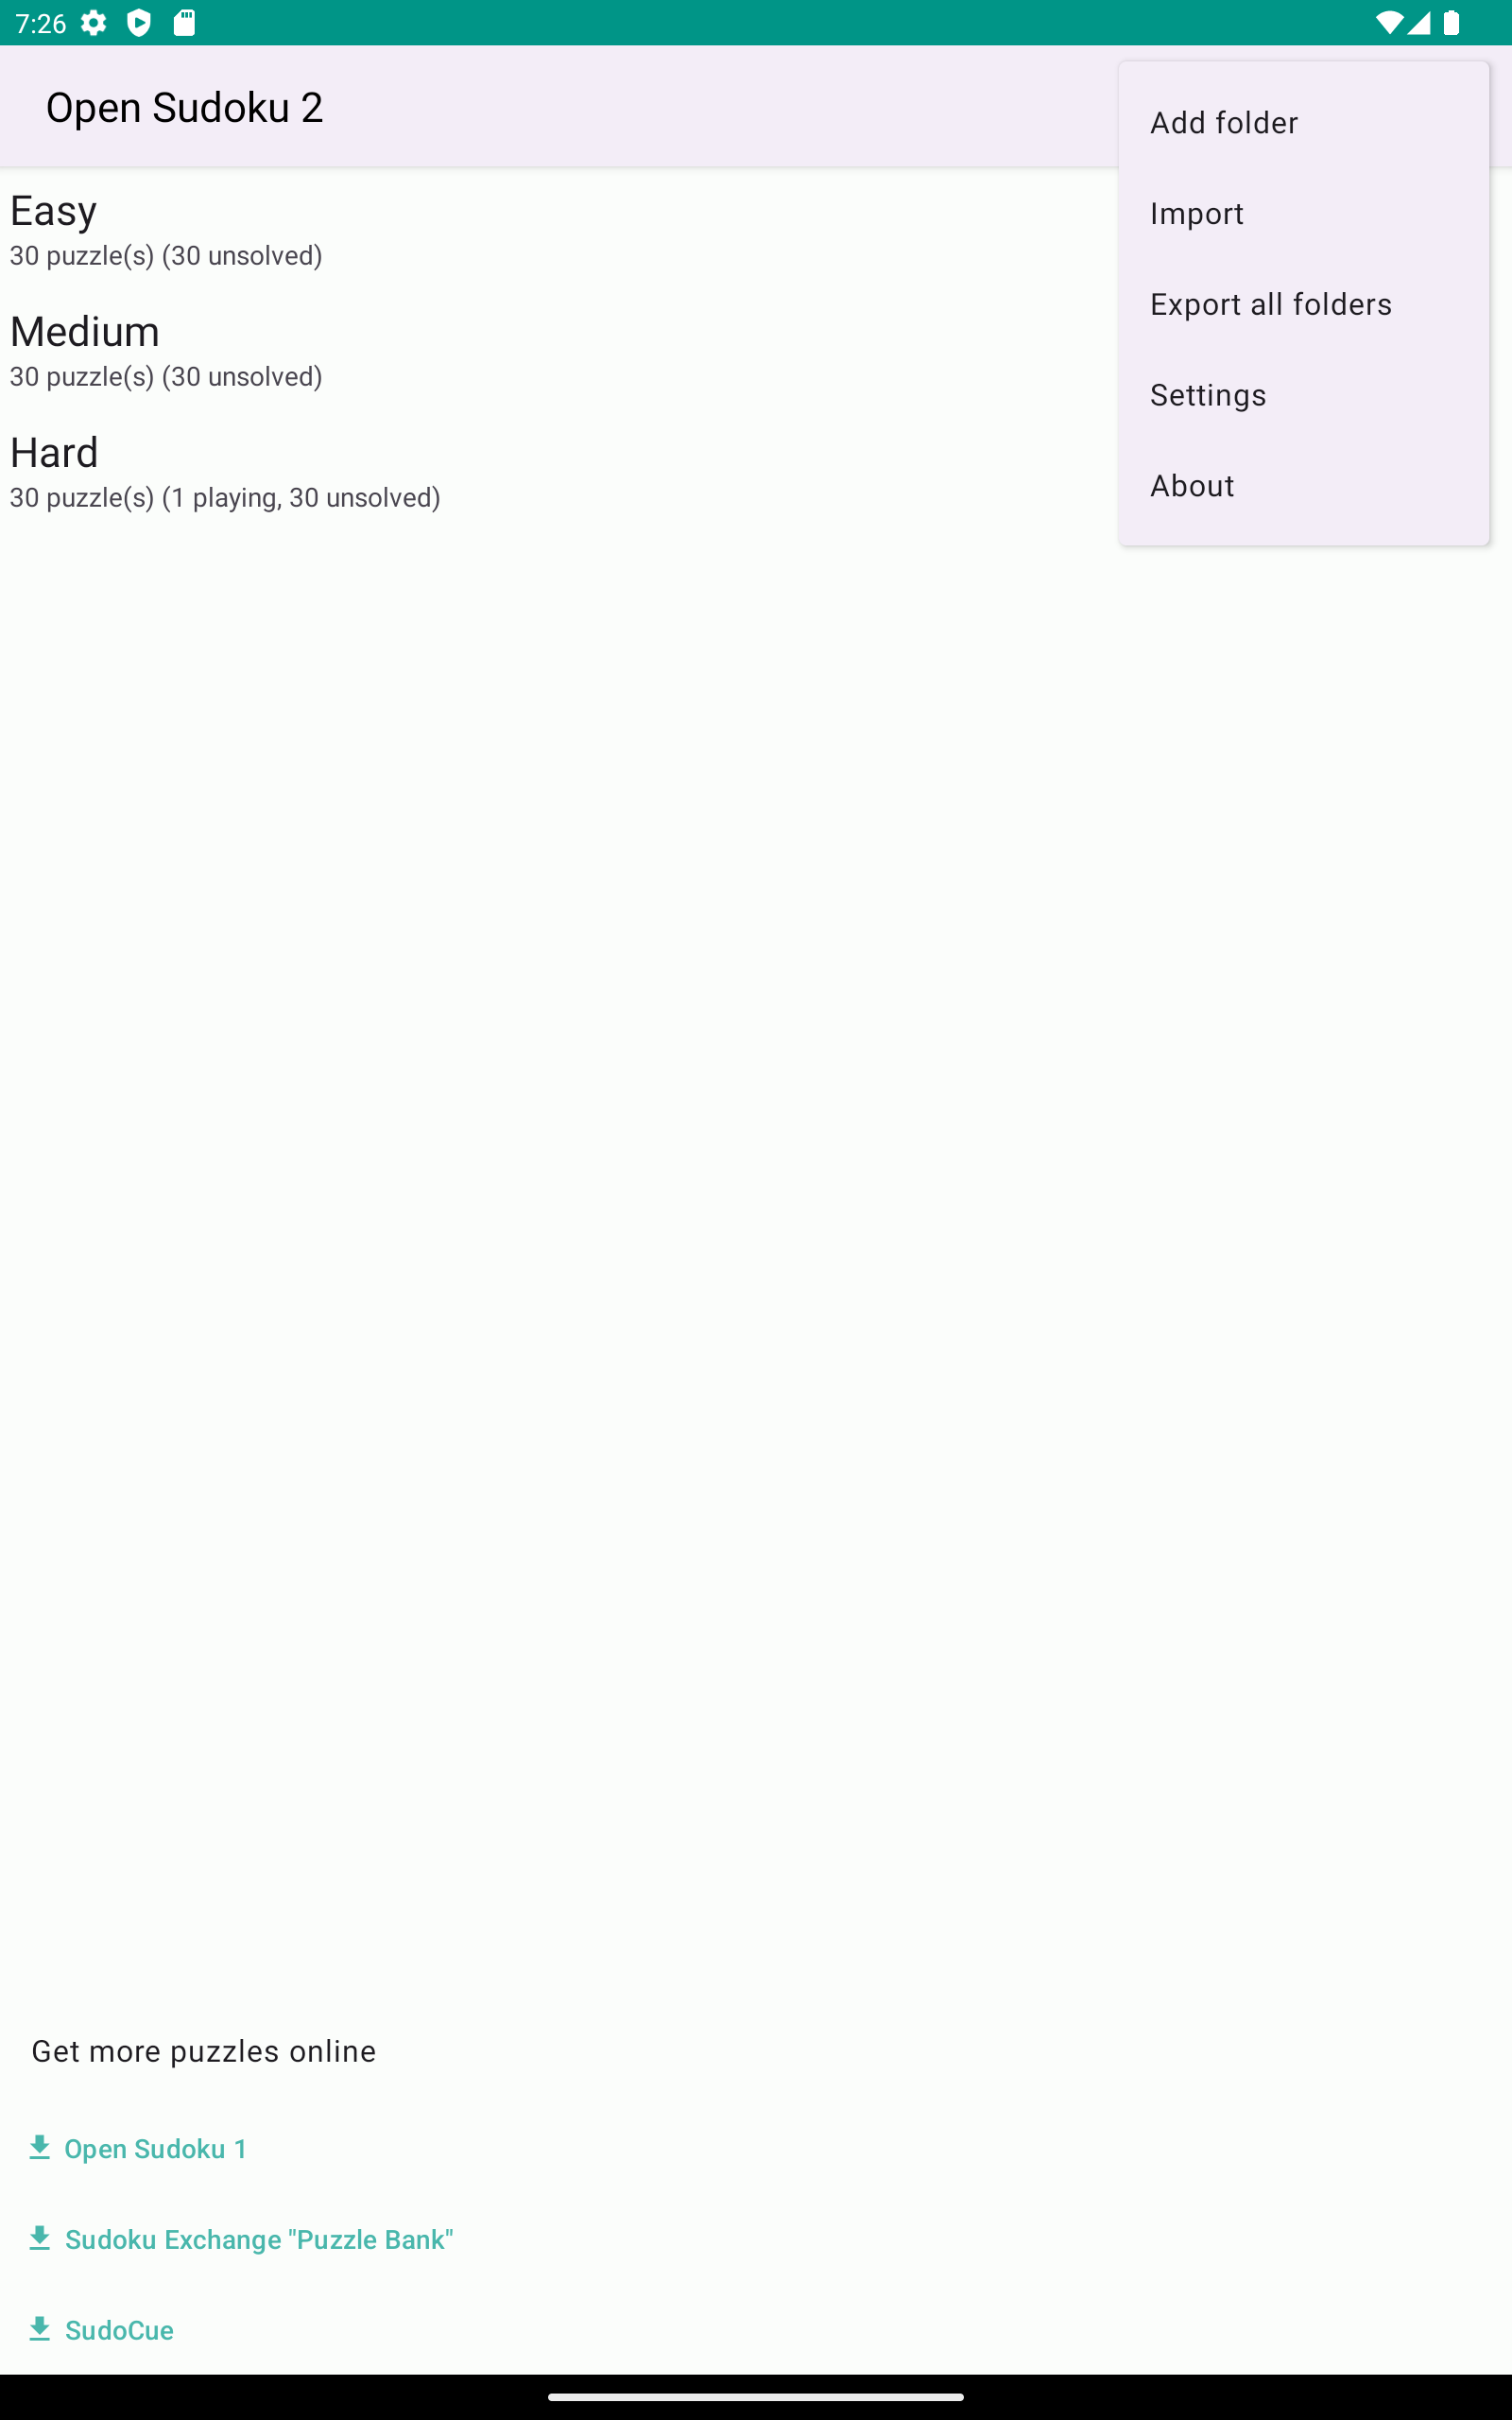 7:26
Open Sudoku 2
Add folder
Import
Export all folders
Settings
About
Easy
30 puzzle(s) (30 unsolved)
Medium
30 puzzle(s) (30 unsolved)
Hard
30 puzzle(s) (1 playing, 30 unsolved)
Get more puzzles online
Open Sudoku 1
Sudoku Exchange "Puzzle Bank"
SudoCue